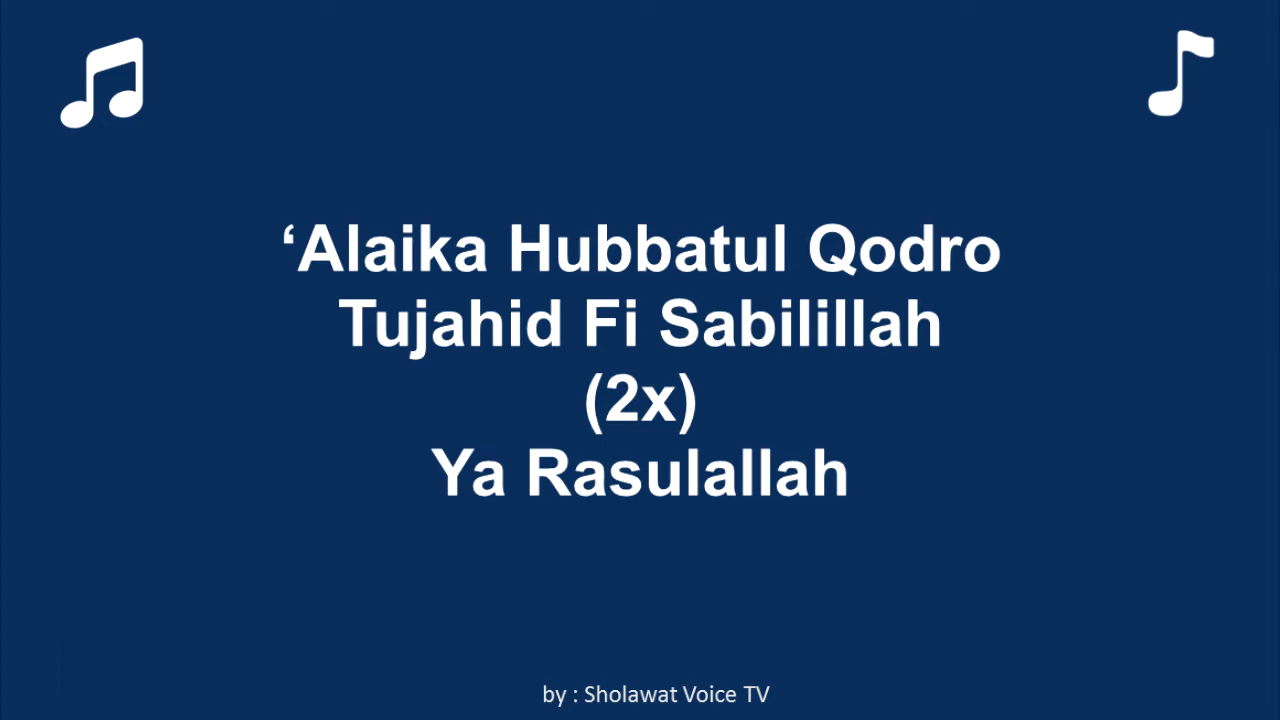 ‘Alaika Hubbatul Qodro
Tujahid Fi Sabilillah
(2x)
Ya Rasulallah
by : Sholawat Voice TV